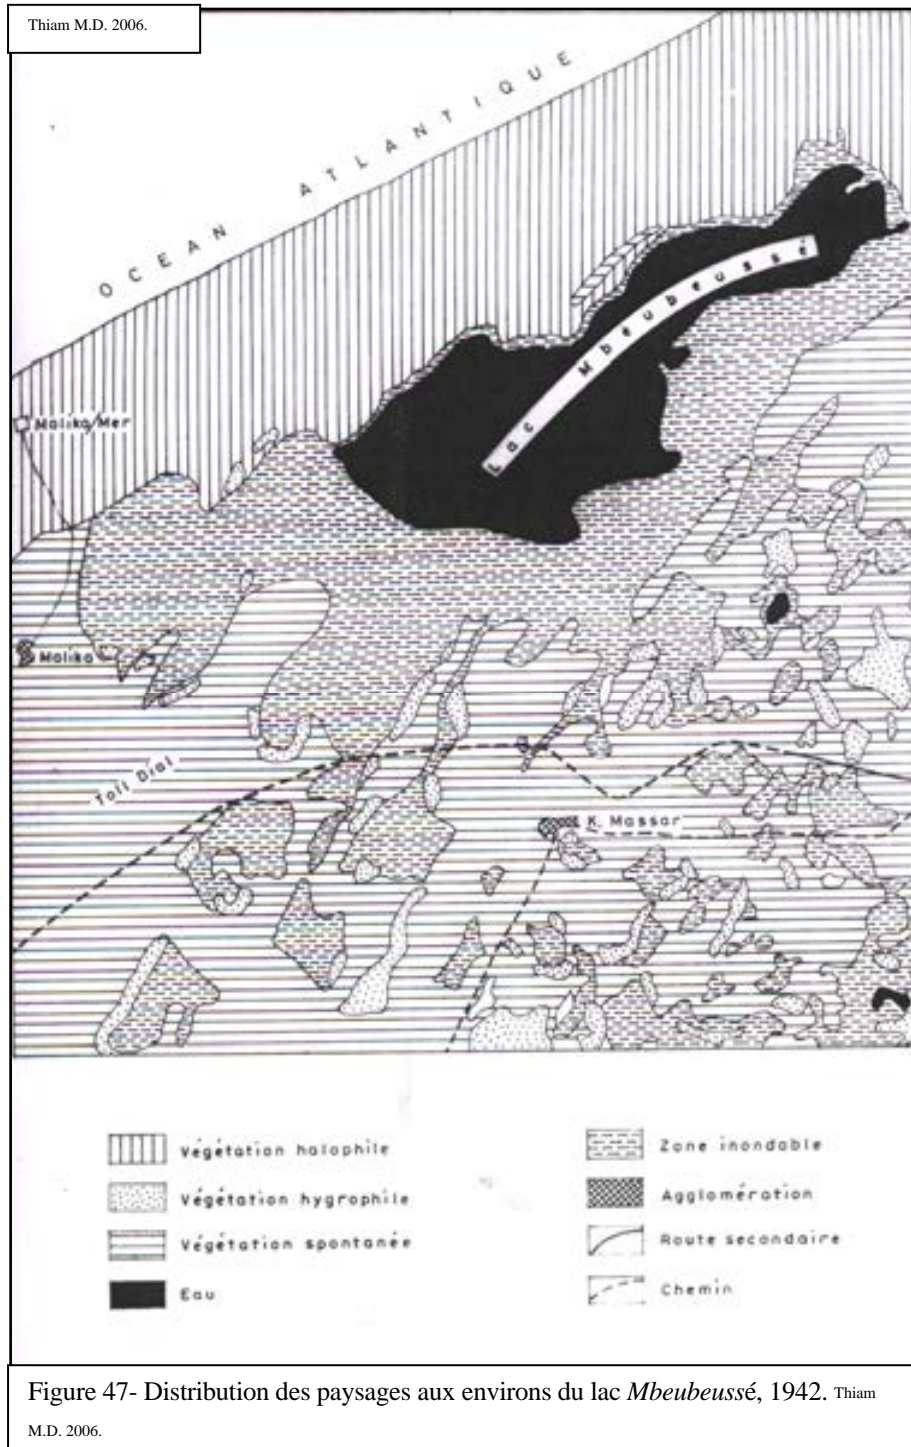 Thiam M.D. 2006.
OCEAN ATLANTIQUE
Lac Mbeubeussé
Malika/Mer
Malika
Toll Dial
K. Massar
Végétation halophile
Végétation hygrophile
Végétation spontanée
Eau
Zone inondable
Agglomération
Route secondaire
Chemin
Figure 47- Distribution des paysages aux environs du lac Mbeubeussé, 1942. Thiam
M.D. 2006.